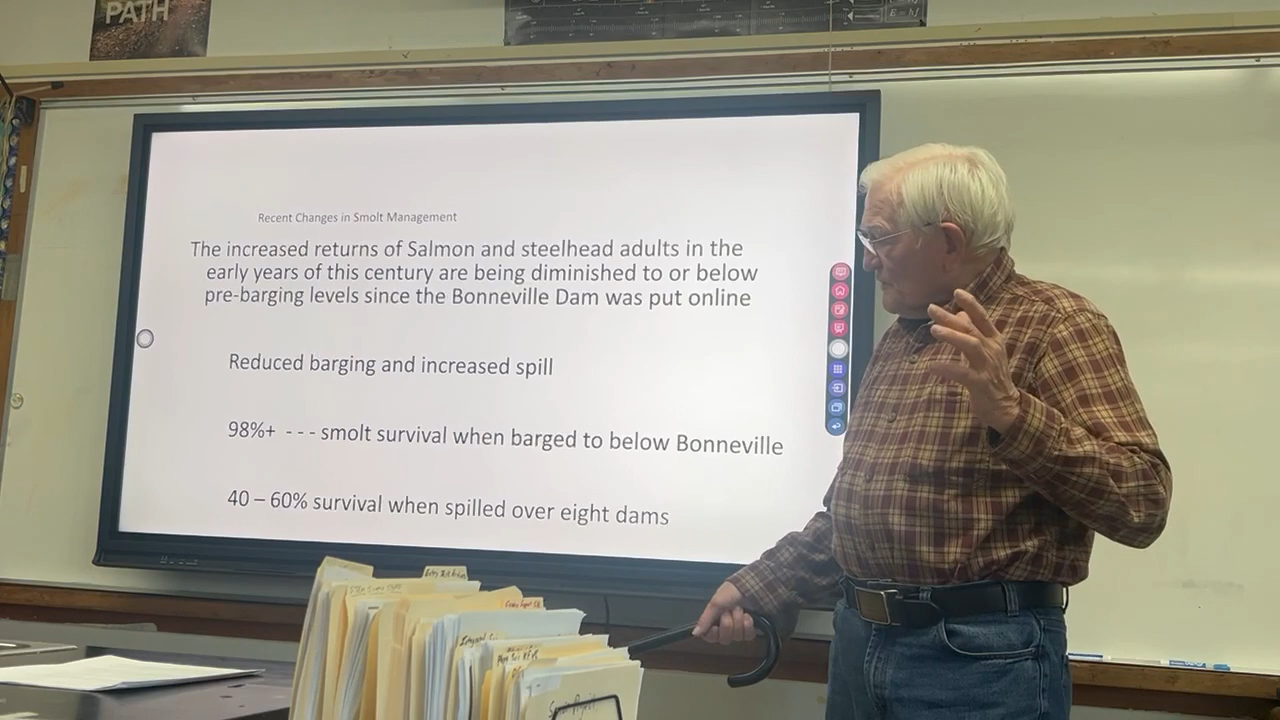 PATH
E=M
Recent Changes in Smolt Management
The increased returns of Salmon and steelhead adults in the
early years of this century are being diminished to or below
pre-barging levels since the Bonneville Dam was put online
Reduced barging and increased spill
98%+ - - - smolt survival when barged to below Bonneville
40 – 60% survival when spilled over eight dams